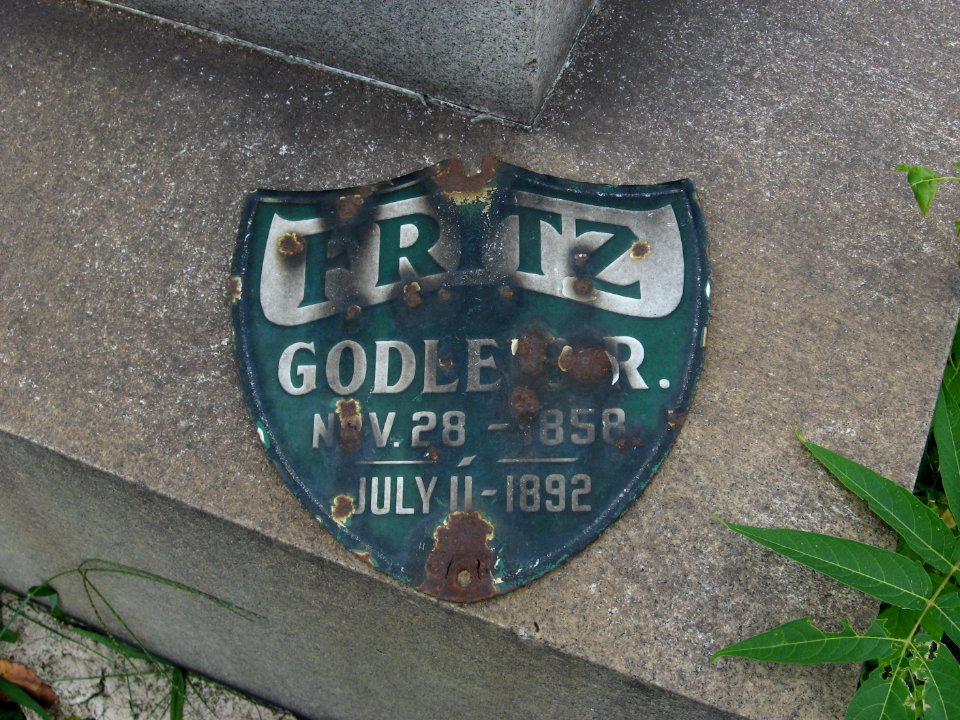 FRITZ
NOV. 28 - 1858
JULY 11 - 1892